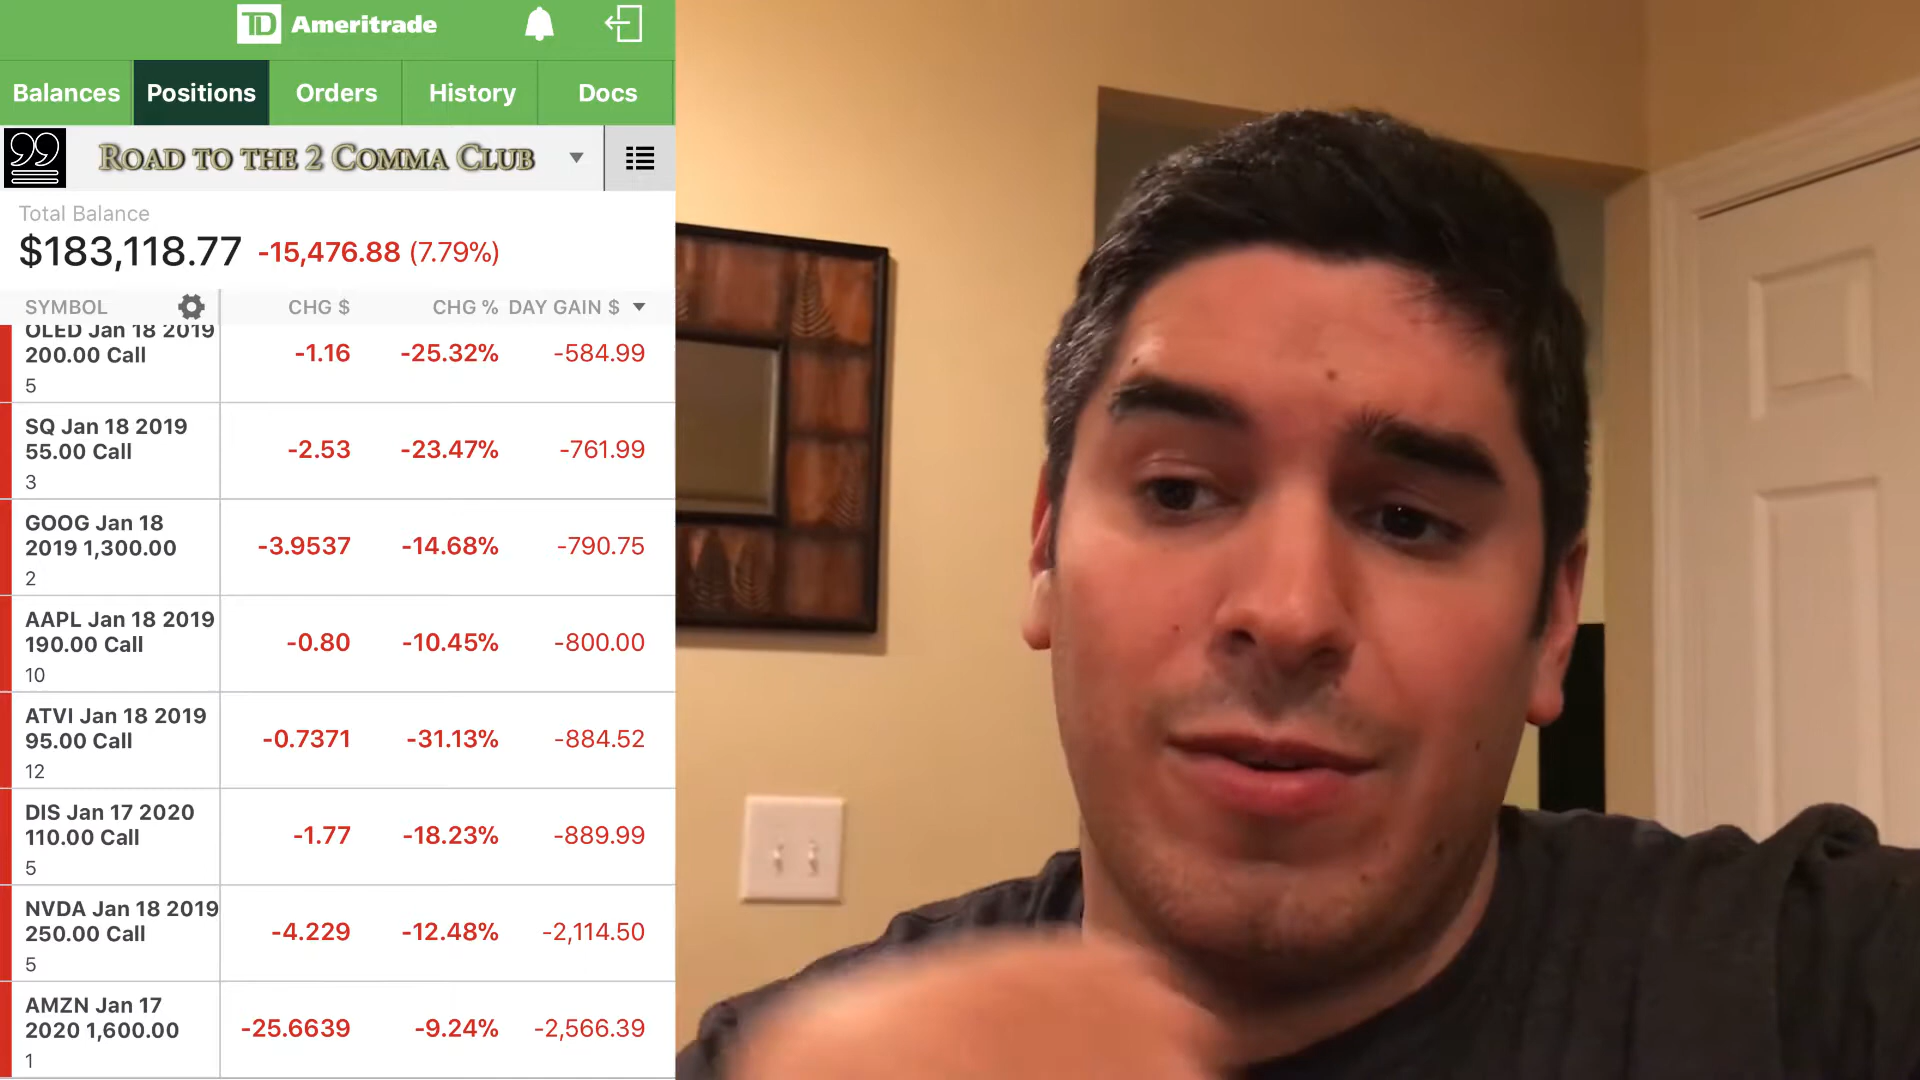 TD Ameritrade
Balances Positions Orders History Docs
ROAD TO THE 2 COMMA CLUB
Total Balance
$183,118.77 -15,476.88 (7.79%)
SYMBOL CHG $ CHG % DAY GAIN $
OLED Jan 18 2019
200.00 Call -1.16 -25.32% -584.99
5
SQ Jan 18 2019
55.00 Call -2.53 -23.47% -761.99
3
GOOG Jan 18
2019 1,300.00 -3.9537 -14.68% -790.75
2
AAPL Jan 18 2019
190.00 Call -0.80 -10.45% -800.00
10
ATVI Jan 18 2019
95.00 Call -0.7371 -31.13% -884.52
12
DIS Jan 17 2020
110.00 Call -1.77 -18.23% -889.99
5
NVDA Jan 18 2019
250.00 Call -4.229 -12.48% -2,114.50
5
AMZN Jan 17
2020 1,600.00 -25.6639 -9.24% -2,566.39
1